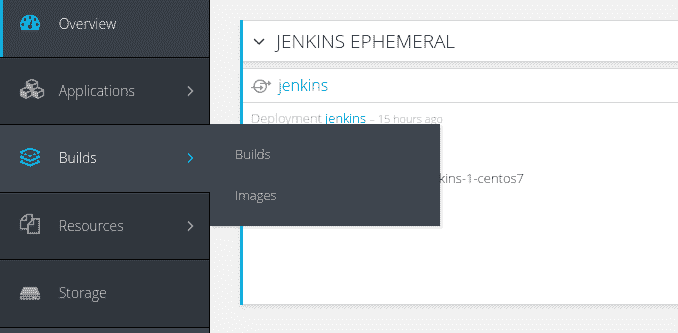 Overview
Applications
Builds
Resources
Storage
Builds
Images
JENKINS EPHEMERAL
jenkins
Deployment jenkins - 15 hours ago
kins-1-centos7